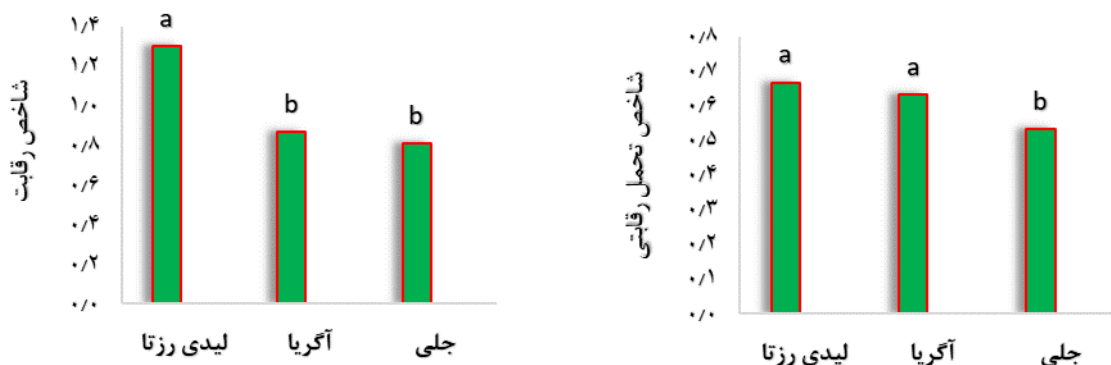 شاخص رقابت
۱٫۴
۱٫۲
۱٫۰
۰٫۸
۰٫۶
۰٫۴
۰٫۲
۰٫۰
a
b
b
لیدی رزتا
آگریا
جلی
شاخص تحمل رقابتی
۰٫۸
۰٫۷
۰٫۶
۰٫۵
۰٫۴
۰٫۳
۰٫۲
۰٫۱
۰٫۰
a
a
b
لیدی رزتا
آگریا
جلی